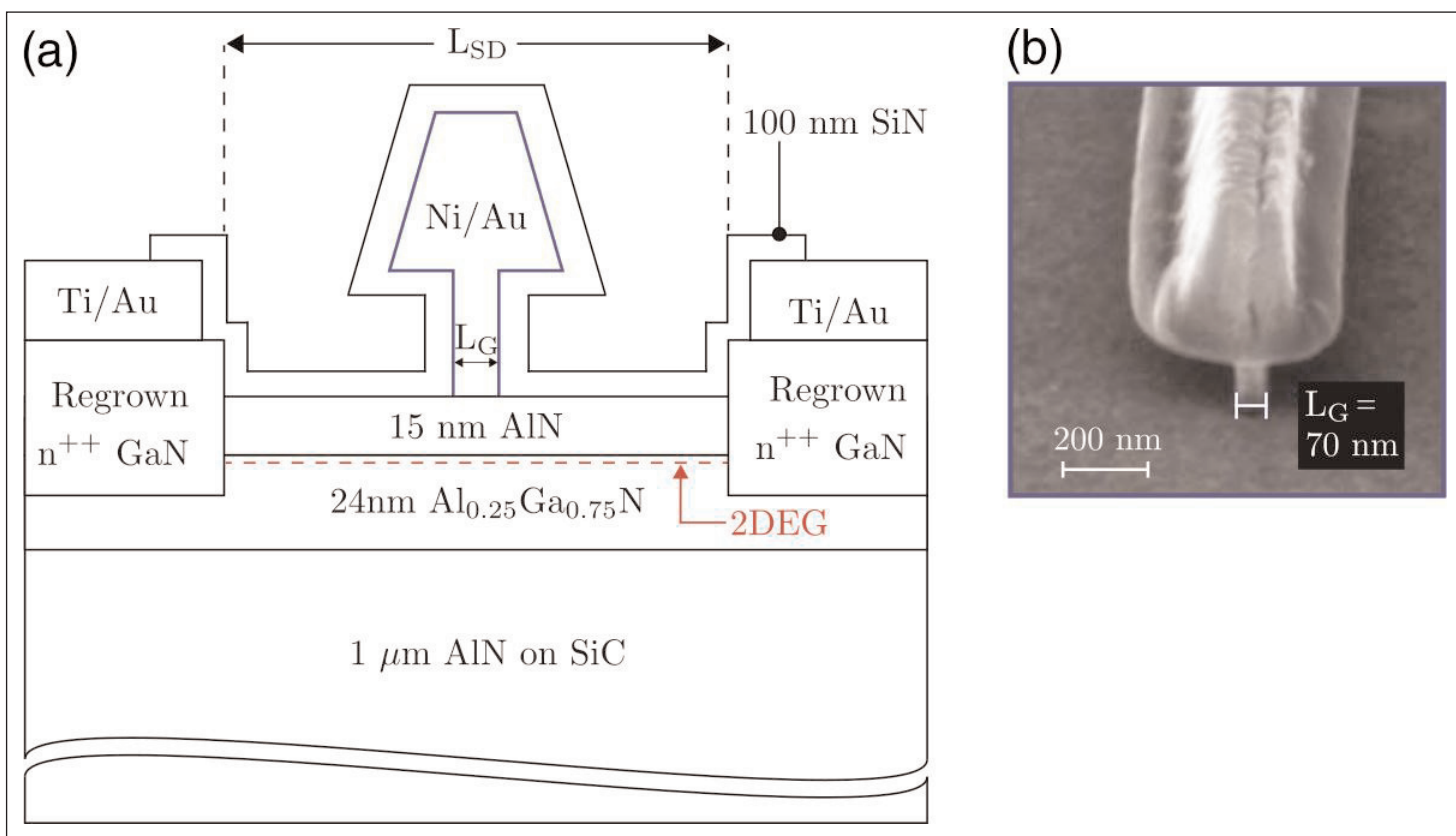 (a)
L_SD
100 nm SiN
Ni/Au
Ti/Au
Ti/Au
L_G
Regrown
n⁺⁺ GaN
15 nm AlN
Regrown
n⁺⁺ GaN
24nm Al₀.₂₅Ga₀.₇₅N
2DEG
1 μm AlN on SiC
(b)
L_G =
70 nm
200 nm